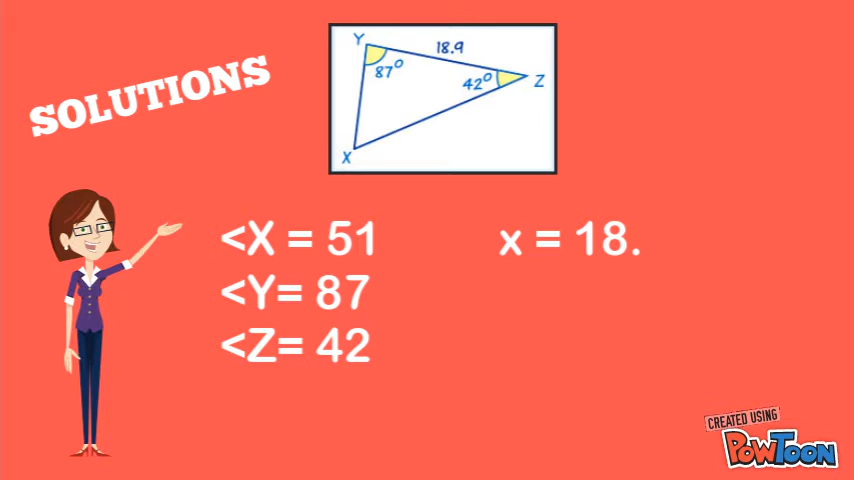 SOLUTIONS
Y
18.9
87°
42°
Z
X
<X = 51
x = 18.
<Y= 87
<Z= 42
CREATED USING
POWTOON